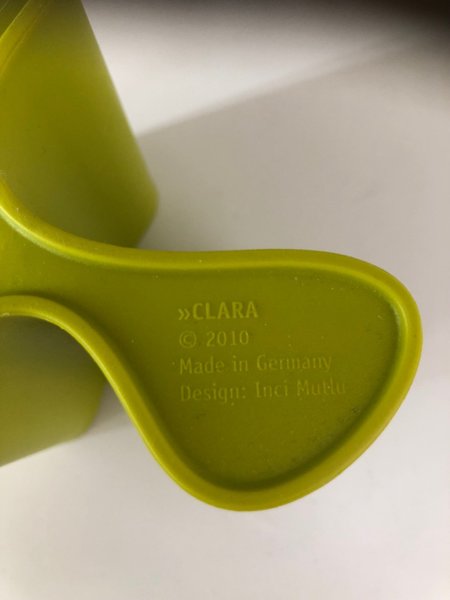 »CLARA
© 2010
Made in Germany
Design: Inci Mutlu